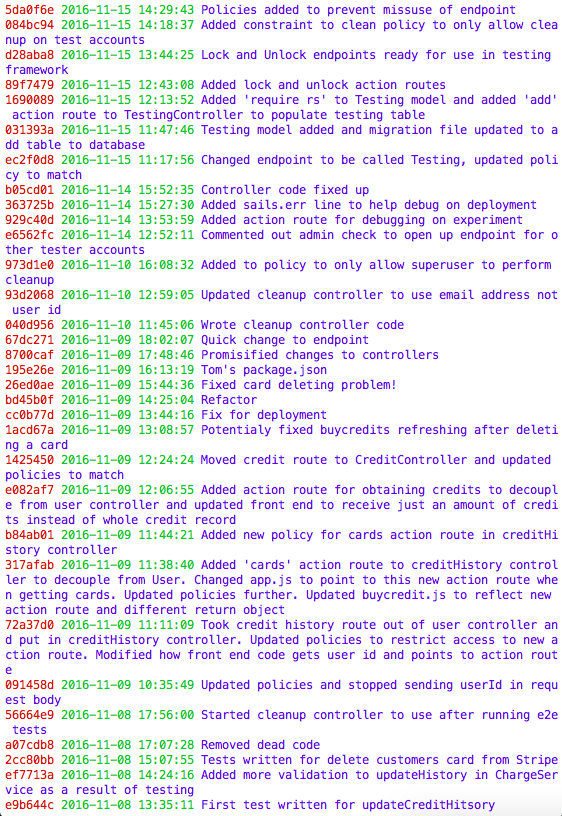 5da0f6e 2016-11-15 14:29:43 Policies added to prevent missuse of endpoint
084bc94 2016-11-15 14:18:37 Added constraint to clean policy to only allow clea
nup on test accounts
d28aba8 2016-11-15 13:44:25 Lock and Unlock endpoints ready for use in testing
framework
89f7479 2016-11-15 12:43:08 Added lock and unlock action routes
1690089 2016-11-15 12:13:52 Added 'require rs' to Testing model and added 'add'
action route to TestingController to populate testing table
031393a 2016-11-15 11:47:46 Testing model added and migration file updated to a
dd table to database
ec2f0d8 2016-11-15 11:17:56 Changed endpoint to be called Testing, updated poli
cy to match
b05cd01 2016-11-14 15:52:35 Controller code fixed up
363725b 2016-11-14 15:27:30 Added sails.err line to help debug on deployment
929c40d 2016-11-14 13:53:59 Added action route for debugging on experiment
e6562fc 2016-11-14 12:52:11 Commented out admin check to open up endpoint for o
ther tester accounts
973d1e0 2016-11-10 16:08:32 Added to policy to only allow superuser to perform
cleanup
93d2068 2016-11-10 12:59:05 Updated cleanup controller to use email address not
user id
040d956 2016-11-10 11:45:06 Wrote cleanup controller code
67dc271 2016-11-09 18:02:07 Quick change to endpoint
8700caf 2016-11-09 17:48:46 Promisified changes to controllers
195e26e 2016-11-09 16:13:19 Tom's package.json
26ed0ae 2016-11-09 15:44:36 Fixed card deleting problem!
bd45b0f 2016-11-09 14:25:04 Refactor
cc0b77d 2016-11-09 13:44:16 Fix for deployment
1acd67a 2016-11-09 13:08:57 Potentialy fixed buycredits refreshing after deleti
ng a card
1425450 2016-11-09 12:24:24 Moved credit route to CreditController and updated
policies to match
e082af7 2016-11-09 12:06:55 Added action route for obtaining credits to decoupl
e from user controller and updated front end to receive just an amount of credi
ts instead of whole credit record
b84ab01 2016-11-09 11:44:21 Added new policy for cards action route in creditHi
story controller
317afab 2016-11-09 11:38:40 Added 'cards' action route to creditHistory control
ler to decouple from User. Changed app.js to point to this new action route whe
n getting cards. Updated policies further. Updated buycredit.js to reflect new
action route and different return object
72a37d0 2016-11-09 11:11:09 Took credit history route out of user controller an
d put in creditHistory controller. Updated policies to restrict access to new a
ction route. Modified how front end code gets user id and points to action rout
e
091458d 2016-11-09 10:35:49 Updated policies and stopped sending userId in requ
est body
56664e9 2016-11-08 17:56:00 Started cleanup controller to use after running e2e
tests
a07cdb8 2016-11-08 17:07:28 Removed dead code
2cc80bb 2016-11-08 15:07:55 Tests written for delete customers card from Stripe
ef7713a 2016-11-08 14:24:16 Added more validation to updateHistory in ChargeSer
vice as a result of testing
e9b644c 2016-11-08 13:35:11 First test written for updateCreditHitsory